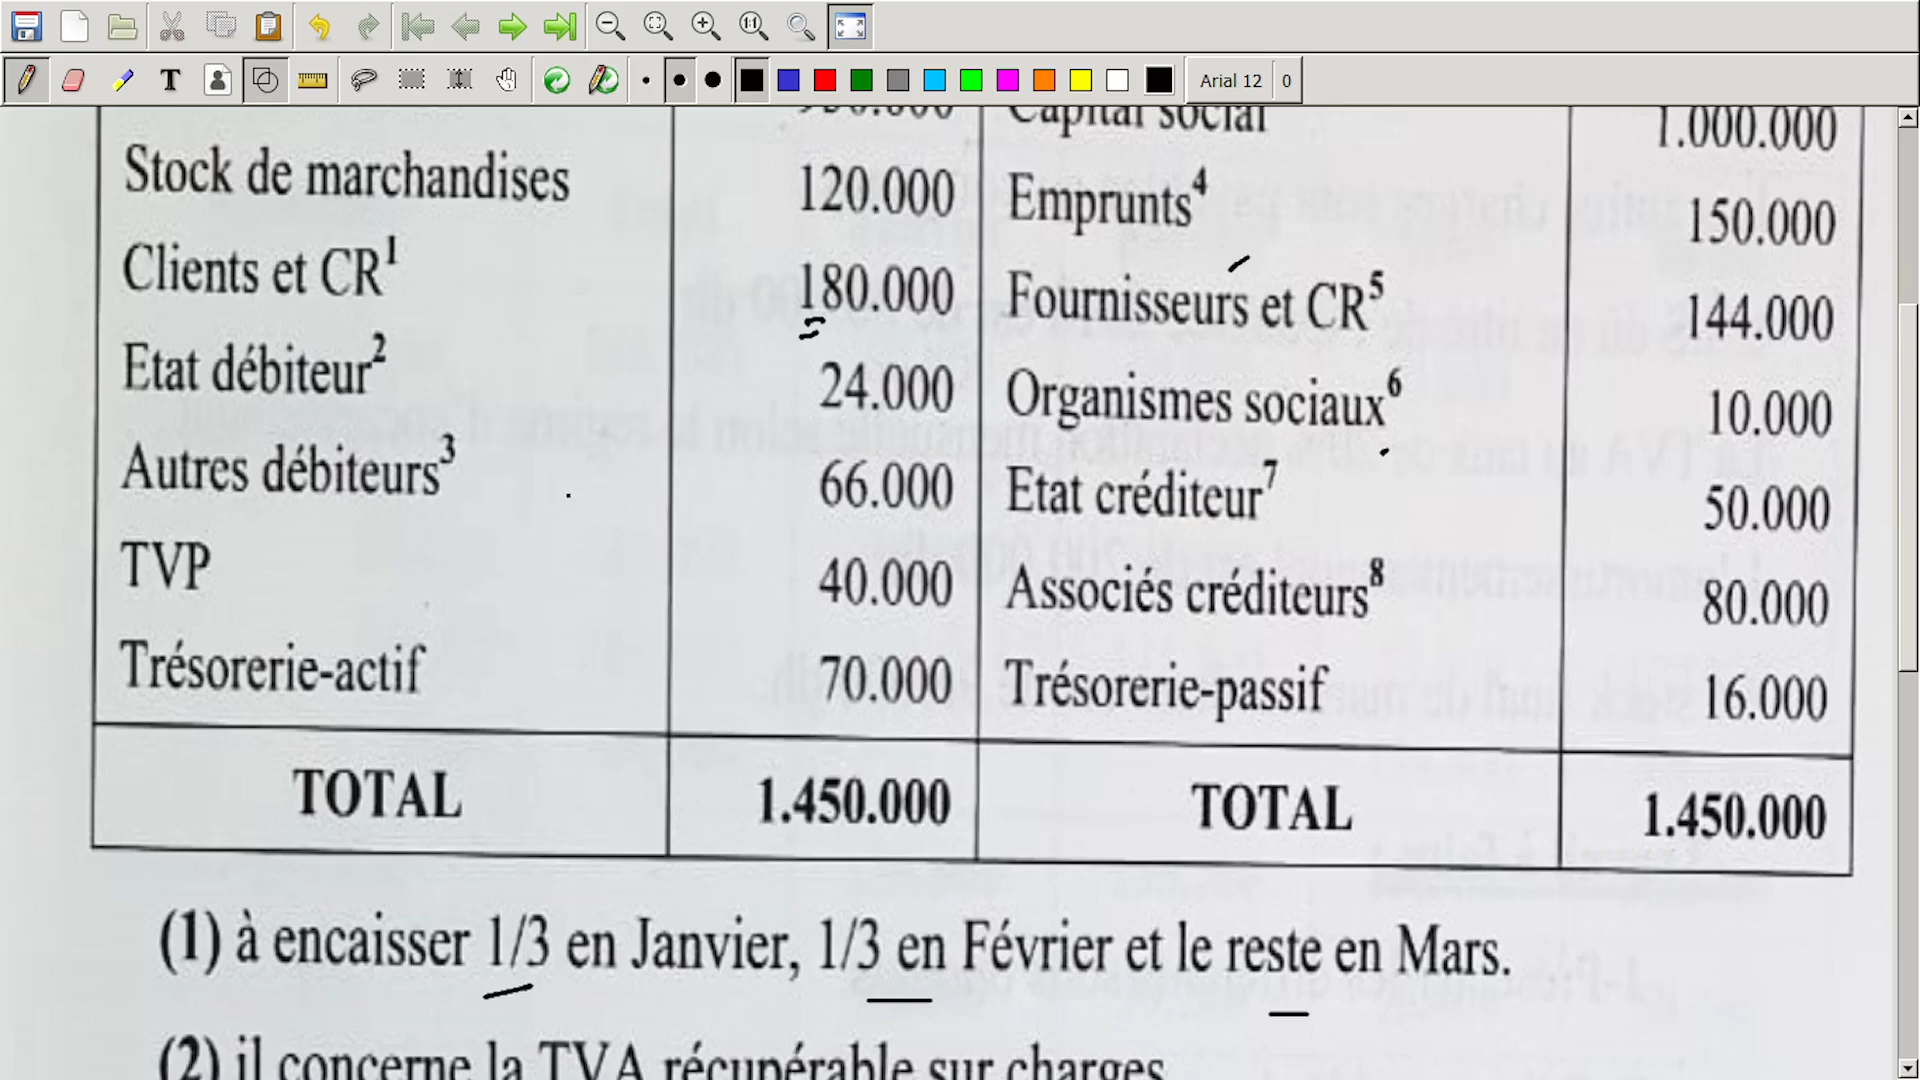 T Arial 12 0
Capital social 1.000.000
Stock de marchandises 120.000 Emprunts⁴ 150.000
Clients et CR¹ 180.000 Fournisseurs et CR⁵ 144.000
Etat débiteur² 24.000 Organismes sociaux⁶ 10.000
Autres débiteurs³ 66.000 Etat créditeur⁷ 50.000
TVP 40.000 Associés créditeurs⁸ 80.000
Trésorerie-actif 70.000 Trésorerie-passif 16.000
TOTAL 1.450.000 TOTAL 1.450.000
(1) à encaisser 1/3 en Janvier, 1/3 en Février et le reste en Mars.
(2) il concerne la TVA récupérable sur charges